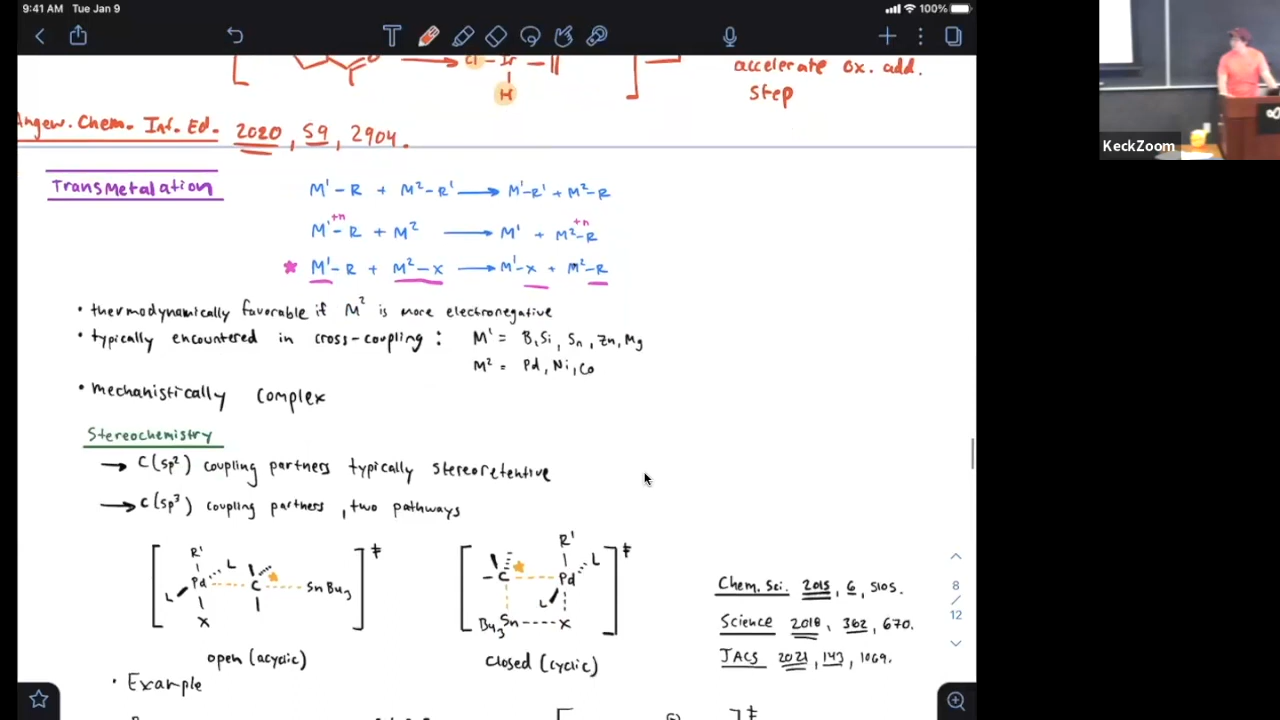 9:41 AM Tue Jan 9
100%
Cl — Ir
H
accelerate ox. add.
step
Angew. Chem. Int. Ed. 2020, 59, 2904.
Transmetalation
M¹–R + M²–R' → M¹–R' + M²–R
M¹⁺ⁿ–R + M² → M¹ + M²⁺ⁿ–R
* M¹–R + M²–X → M¹–X + M²–R
• thermodynamically favorable if M² is more electronegative
• typically encountered in cross-coupling: M¹ = B, Si, Sn, Zn, Mg
M² = Pd, Ni, Co
• mechanistically complex
Stereochemistry
→ C(sp²) coupling partners typically stereoretentive
→ C(sp³) coupling partners, two pathways
R' L Pd C SnBu₃ L X ‡
C R' L Pd L Bu₃Sn X ‡
open (acyclic)
closed (cyclic)
Chem. Sci. 2015, 6, 5105.
Science 2018, 362, 670.
JACS 2021, 143, 1069.
• Example
8
/
12
KeckZoom